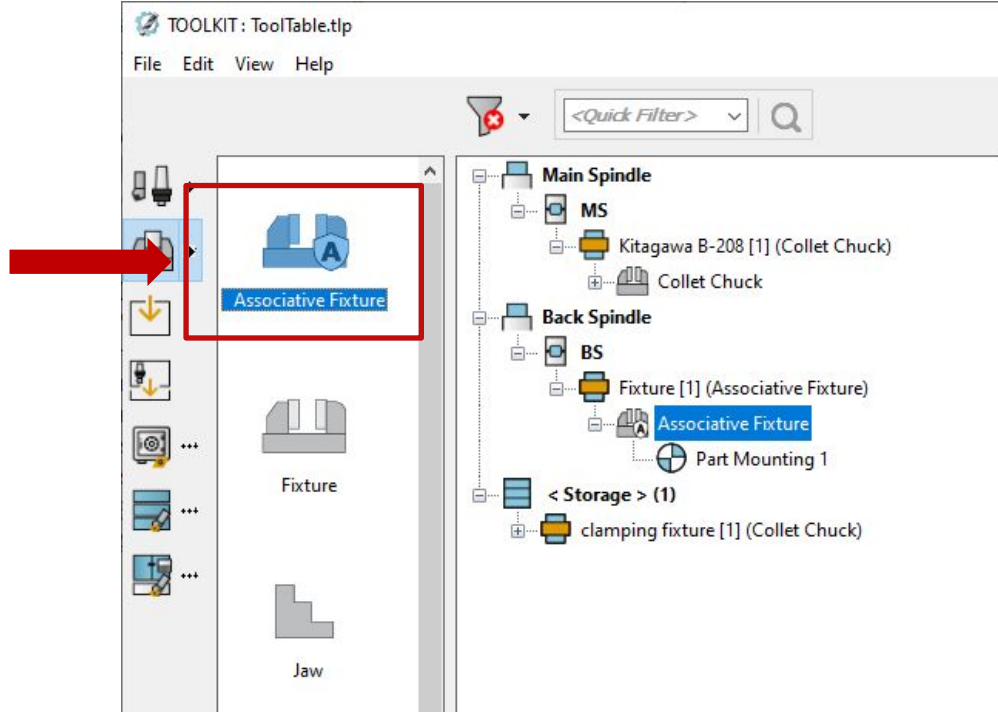 TOOLKIT : ToolTable.tlp
File Edit View Help
<Quick Filter>
Associative Fixture
Fixture
Jaw
Main Spindle
MS
Kitagawa B-208 [1] (Collet Chuck)
Collet Chuck
Back Spindle
BS
Fixture [1] (Associative Fixture)
Associative Fixture
Part Mounting 1
< Storage > (1)
clamping fixture [1] (Collet Chuck)